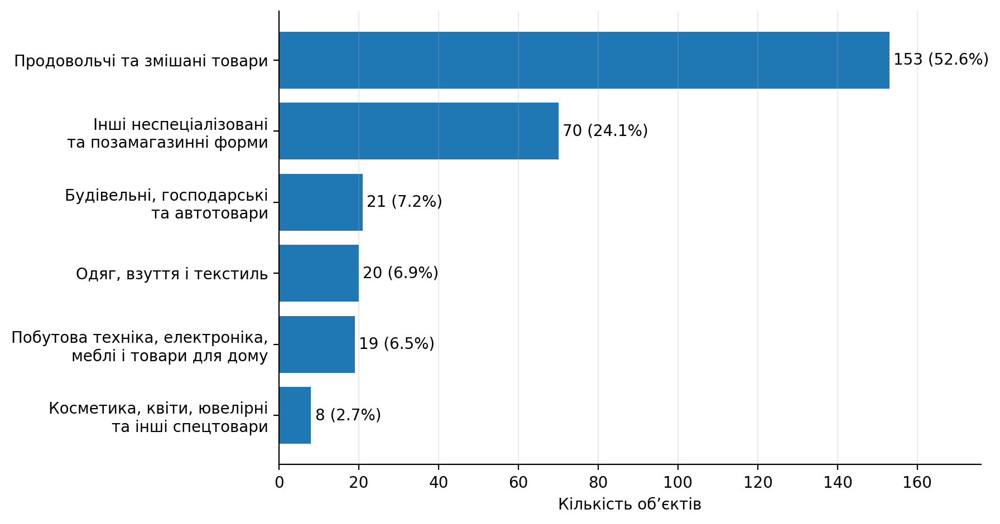 Продовольчі та змішані товари
153 (52.6%)
Інші неспеціалізовані
та позамагазинні форми
70 (24.1%)
Будівельні, господарські
та автотовари
21 (7.2%)
Одяг, взуття і текстиль
20 (6.9%)
Побутова техніка, електроніка,
меблі і товари для дому
19 (6.5%)
Косметика, квіти, ювелірні
та інші спецтовари
8 (2.7%)
0 20 40 60 80 100 120 140 160
Кількість об’єктів